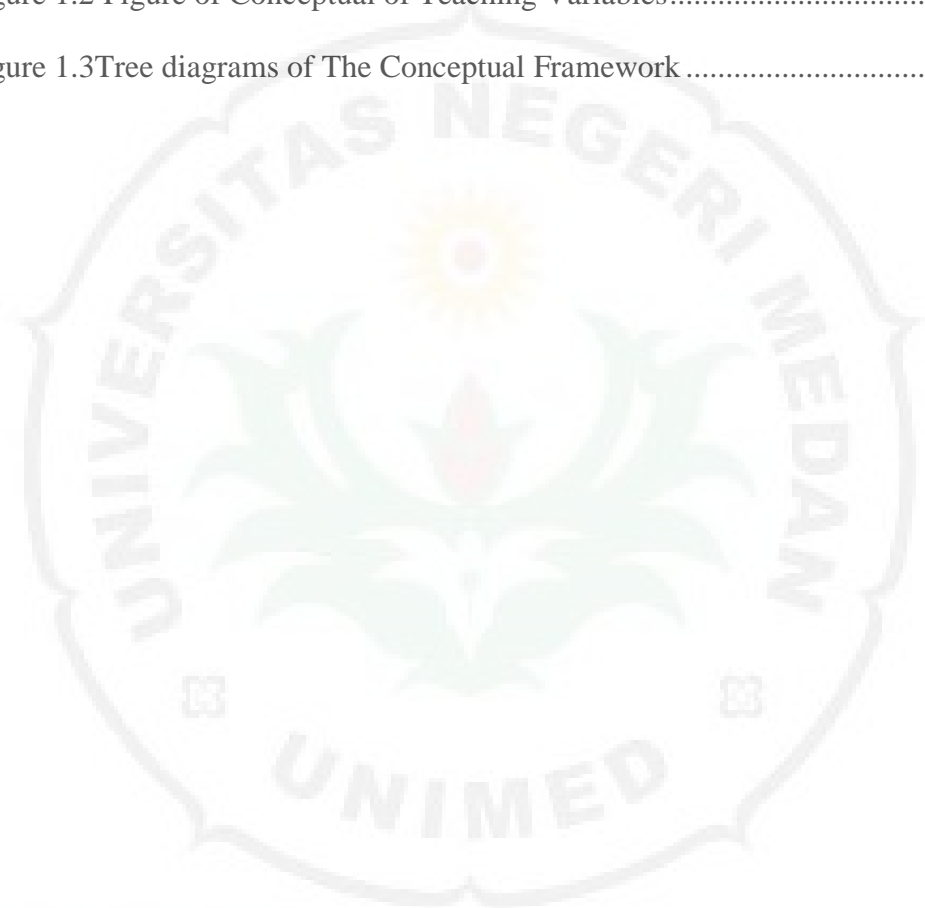 gure 1.2 Figure of Conceptual of Teaching Variables............................
gure 1.3Tree diagrams of The Conceptual Framework ..........................
UNIVERSITAS NEGERI MEDAN
UNIMED